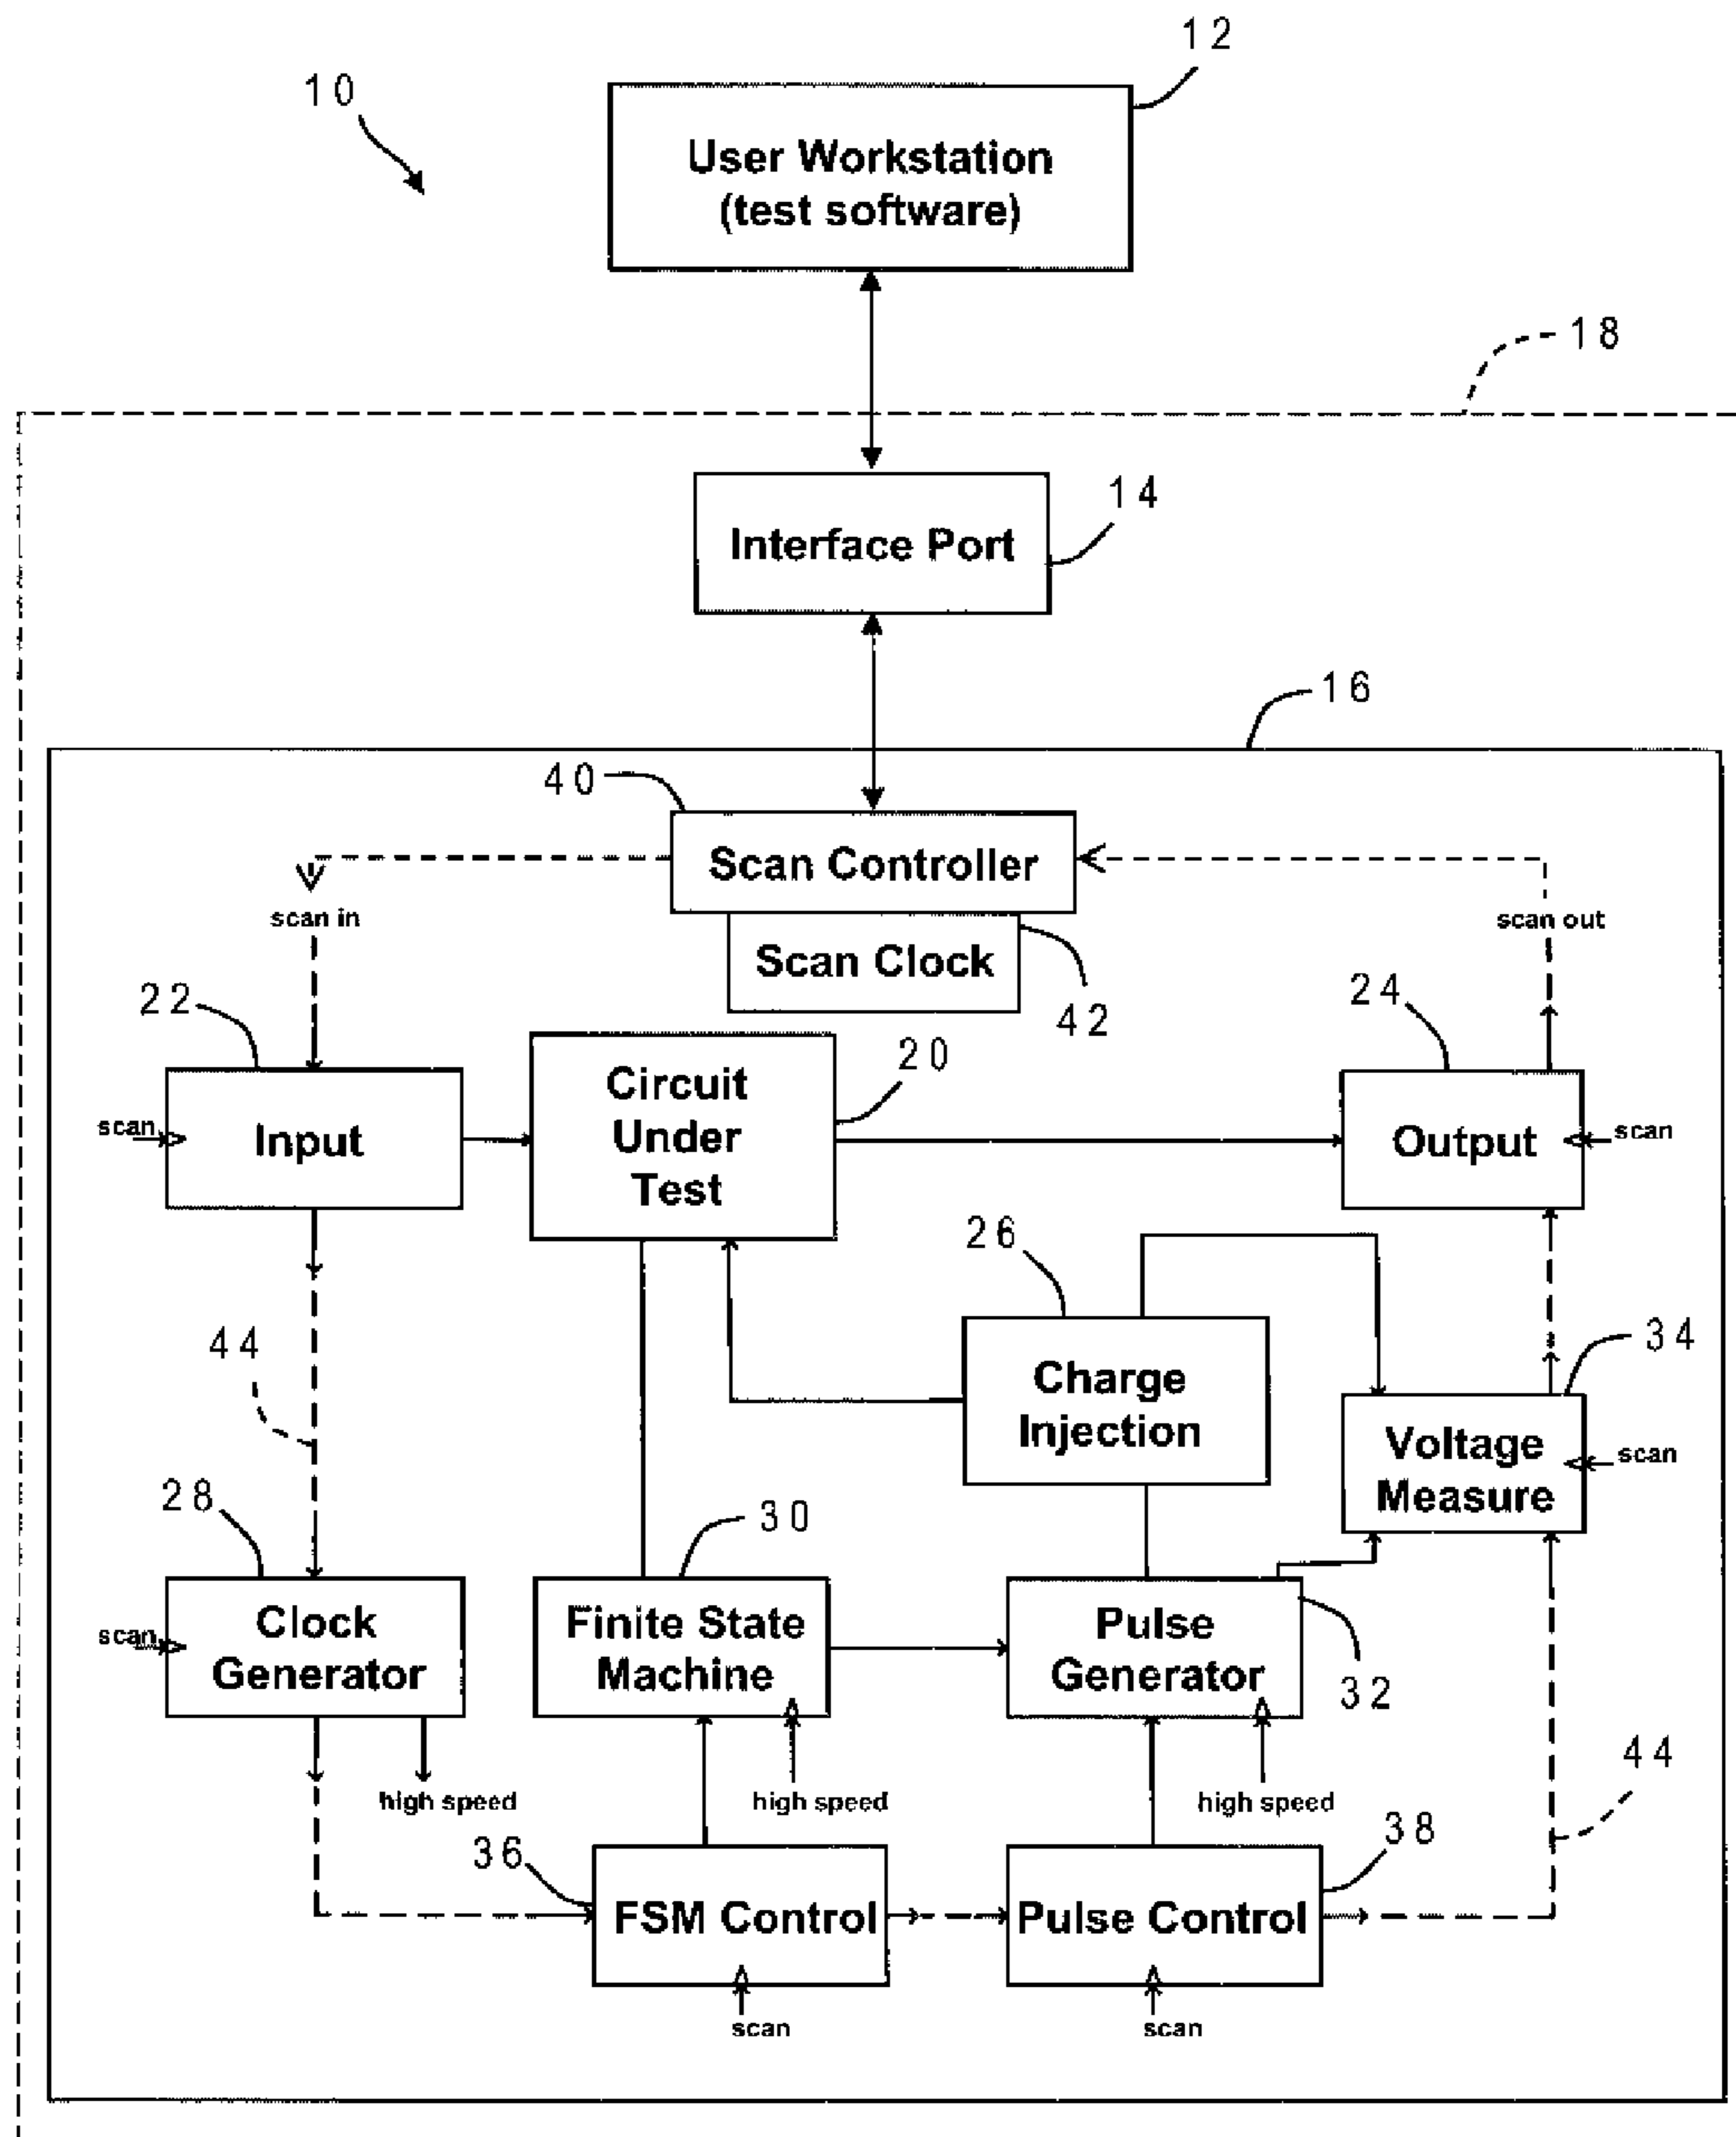 12
10
User Workstation
(test software)
18
14
Interface Port
16
40
Scan Controller
scan in
scan out
Scan Clock
42
22
24
20
Circuit
Under
Test
scan
Input
Output
scan
26
44
34
Charge
Injection
Voltage
Measure
scan
28
30
Clock
Generator
scan
Finite State
Machine
Pulse
Generator
32
44
high speed
high speed
high speed
36
38
FSM Control
Pulse Control
scan
scan